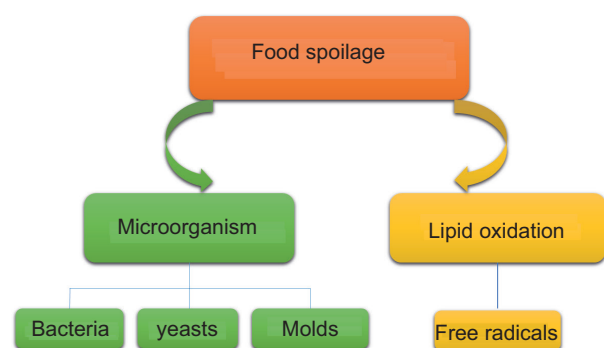 Food spoilage
Microorganism
Lipid oxidation
Bacteria
yeasts
Molds
Free radicals